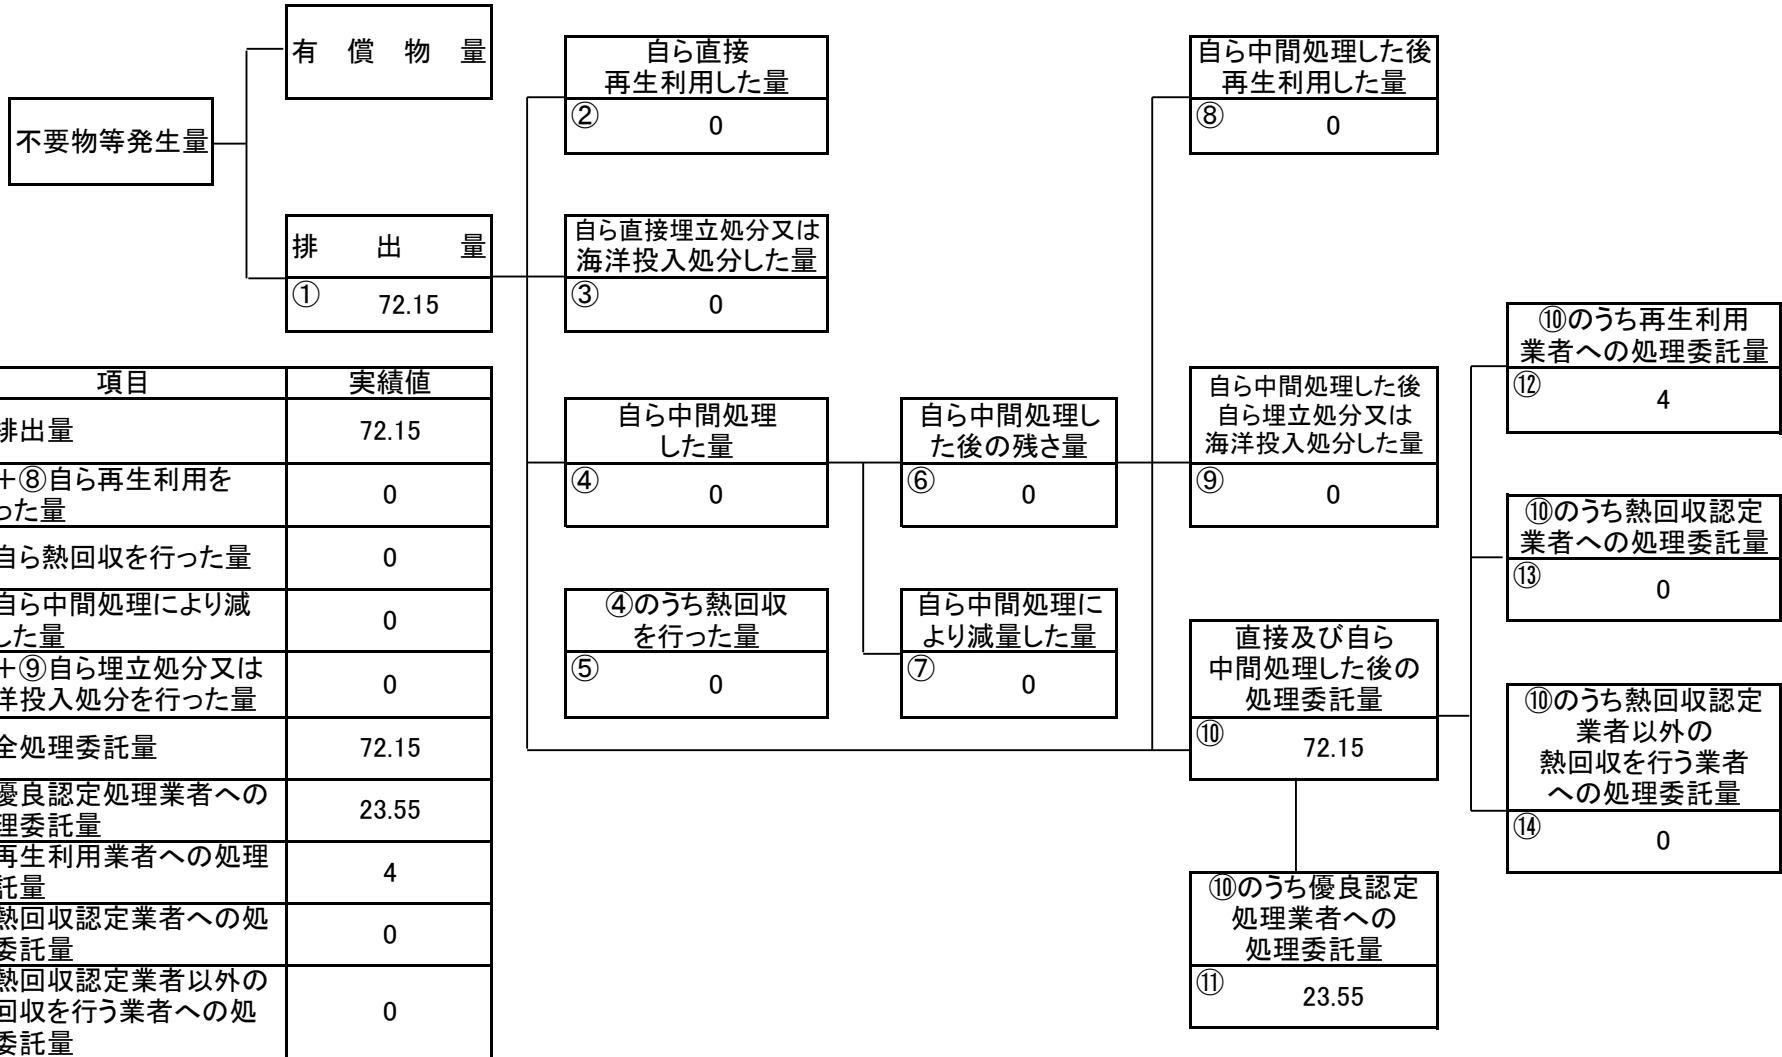 有償物量
不要物等発生量
排出量
① 72.15
自ら直接
再生利用した量
② 0
自ら直接埋立処分又は
海洋投入処分した量
③ 0
自ら中間処理
した量
④ 0
④のうち熱回収
を行った量
⑤ 0
自ら中間処理し
た後の残さ量
⑥ 0
自ら中間処理に
より減量した量
⑦ 0
自ら中間処理した後
再生利用した量
⑧ 0
自ら中間処理した後
自ら埋立処分又は
海洋投入処分した量
⑨ 0
直接及び自ら
中間処理した後の
処理委託量
⑩ 72.15
⑩のうち優良認定
処理業者への
処理委託量
⑪ 23.55
⑩のうち再生利用
業者への処理委託量
⑫ 4
⑩のうち熱回収認定
業者への処理委託量
⑬ 0
⑩のうち熱回収認定
業者以外の
熱回収を行う業者
への処理委託量
⑭ 0
項目 実績値
排出量 72.15
+⑧自ら再生利用を
った量 0
自ら熱回収を行った量 0
自ら中間処理により減
した量 0
+⑨自ら埋立処分又は
洋投入処分を行った量 0
全処理委託量 72.15
優良認定処理業者への
理委託量 23.55
再生利用業者への処理
託量 4
熱回収認定業者への処
委託量 0
熱回収認定業者以外の
回収を行う業者への処
委託量 0